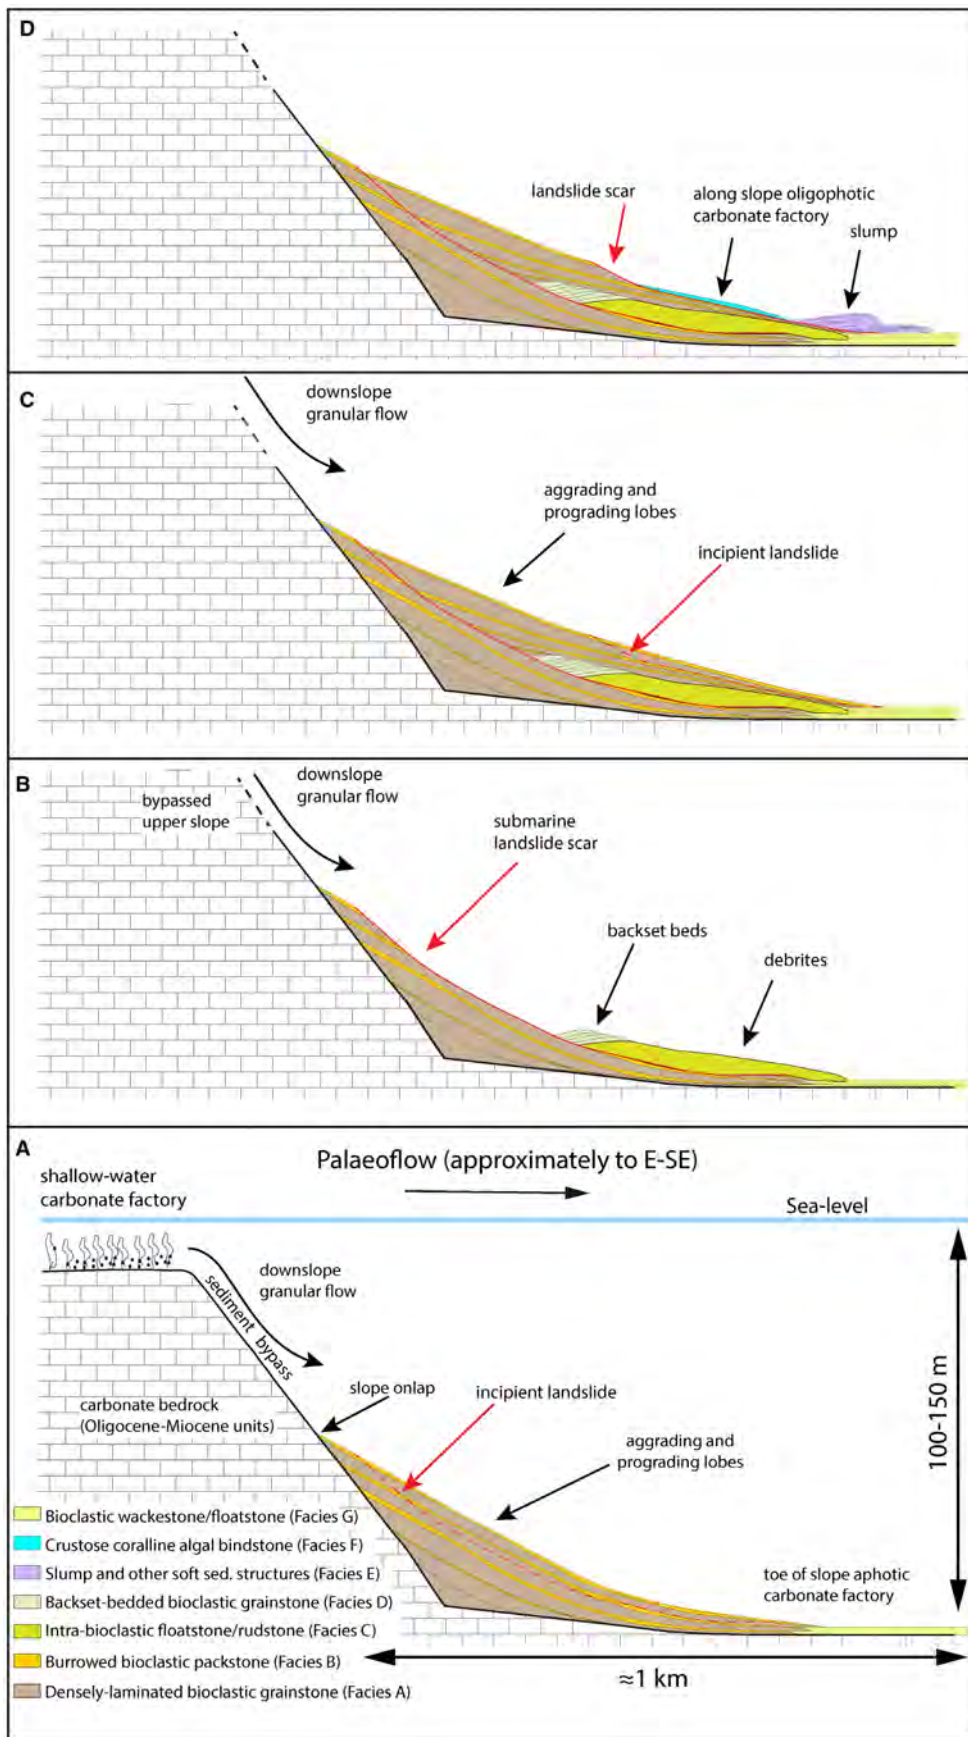 D
landslide scar
along slope oligophotic
carbonate factory
slump
C
downslope
granular flow
aggrading and
prograding lobes
incipient landslide
B
bypassed
upper slope
downslope
granular flow
submarine
landslide scar
backset beds
debrites
A
Palaeoflow (approximately to E-SE)
shallow-water
carbonate factory
Sea-level
downslope
granular flow
sediment bypass
slope onlap
incipient landslide
carbonate bedrock
(Oligocene-Miocene units)
aggrading and
prograding lobes
100-150 m
Bioclastic wackestone/floatstone (Facies G)
Crustose coralline algal bindstone (Facies F)
Slump and other soft sed. structures (Facies E)
Backset-bedded bioclastic grainstone (Facies D)
Intra-bioclastic floatstone/rudstone (Facies C)
Burrowed bioclastic packstone (Facies B)
Densely-laminated bioclastic grainstone (Facies A)
toe of slope aphotic
carbonate factory
≈1 km